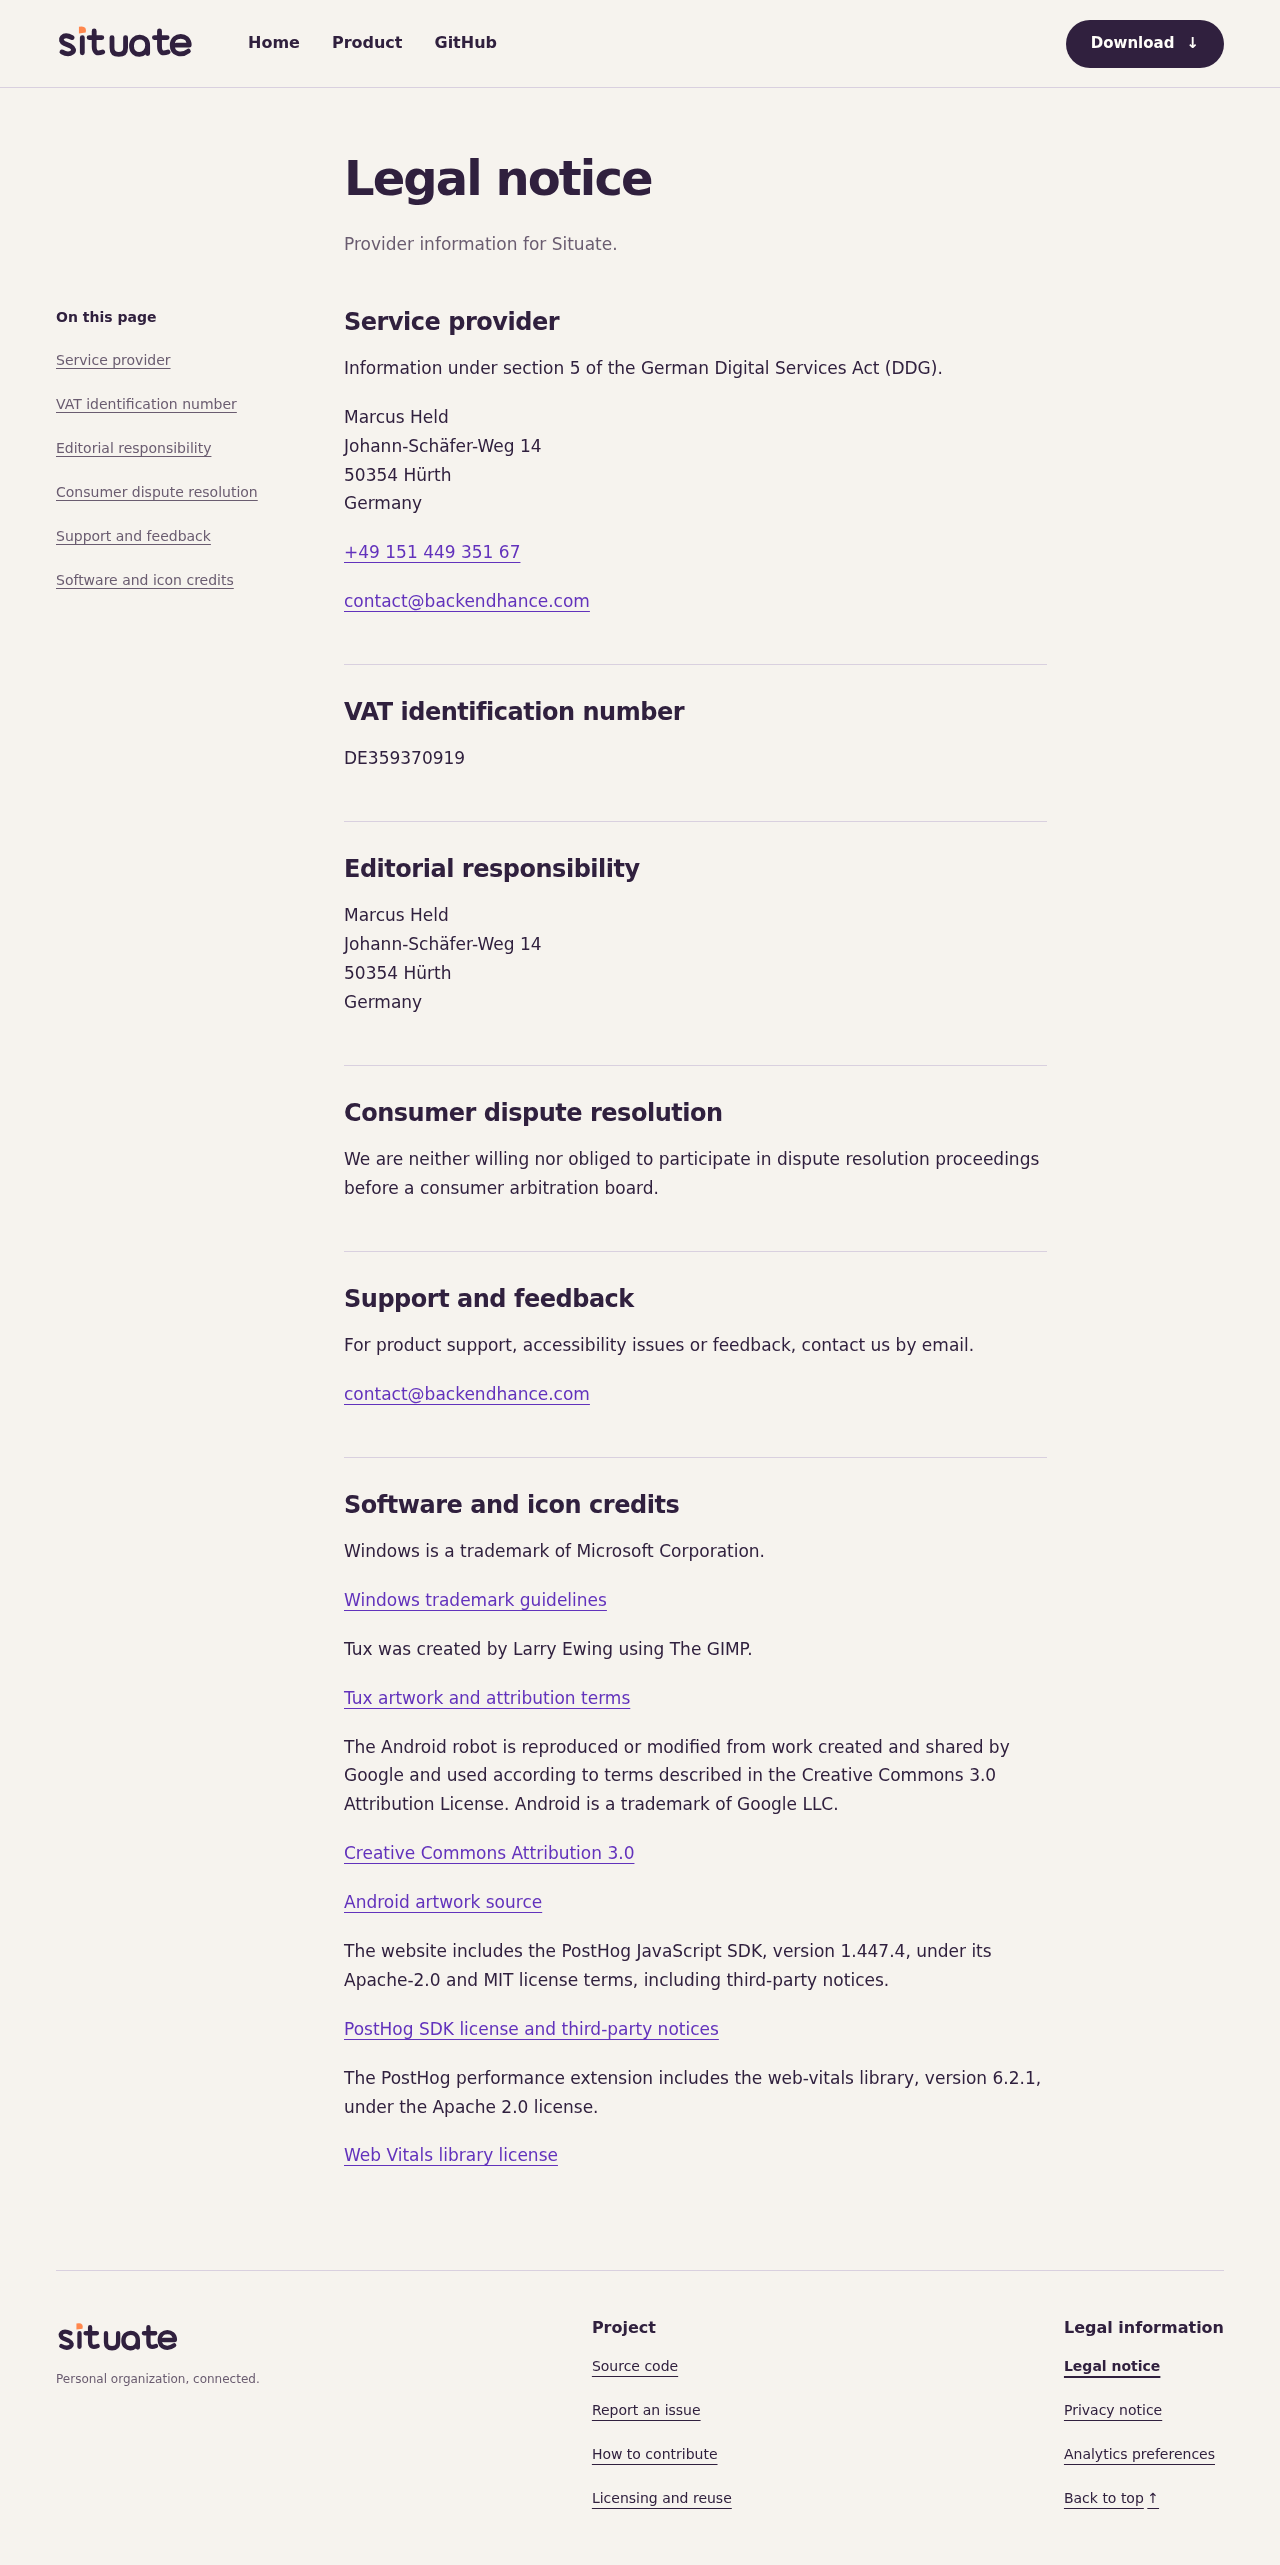 situate
Home Product GitHub
Download ↓
Legal notice
Provider information for Situate.
On this page
Service provider
VAT identification number
Editorial responsibility
Consumer dispute resolution
Support and feedback
Software and icon credits
Service provider
Information under section 5 of the German Digital Services Act (DDG).
Marcus Held
Johann-Schäfer-Weg 14
50354 Hürth
Germany
+49 151 449 351 67
contact@backendhance.com
VAT identification number
DE359370919
Editorial responsibility
Marcus Held
Johann-Schäfer-Weg 14
50354 Hürth
Germany
Consumer dispute resolution
We are neither willing nor obliged to participate in dispute resolution proceedings
before a consumer arbitration board.
Support and feedback
For product support, accessibility issues or feedback, contact us by email.
contact@backendhance.com
Software and icon credits
Windows is a trademark of Microsoft Corporation.
Windows trademark guidelines
Tux was created by Larry Ewing using The GIMP.
Tux artwork and attribution terms
The Android robot is reproduced or modified from work created and shared by
Google and used according to terms described in the Creative Commons 3.0
Attribution License. Android is a trademark of Google LLC.
Creative Commons Attribution 3.0
Android artwork source
The website includes the PostHog JavaScript SDK, version 1.447.4, under its
Apache-2.0 and MIT license terms, including third-party notices.
PostHog SDK license and third-party notices
The PostHog performance extension includes the web-vitals library, version 6.2.1,
under the Apache 2.0 license.
Web Vitals library license
situate
Personal organization, connected.
Project
Source code
Report an issue
How to contribute
Licensing and reuse
Legal information
Legal notice
Privacy notice
Analytics preferences
Back to top ↑